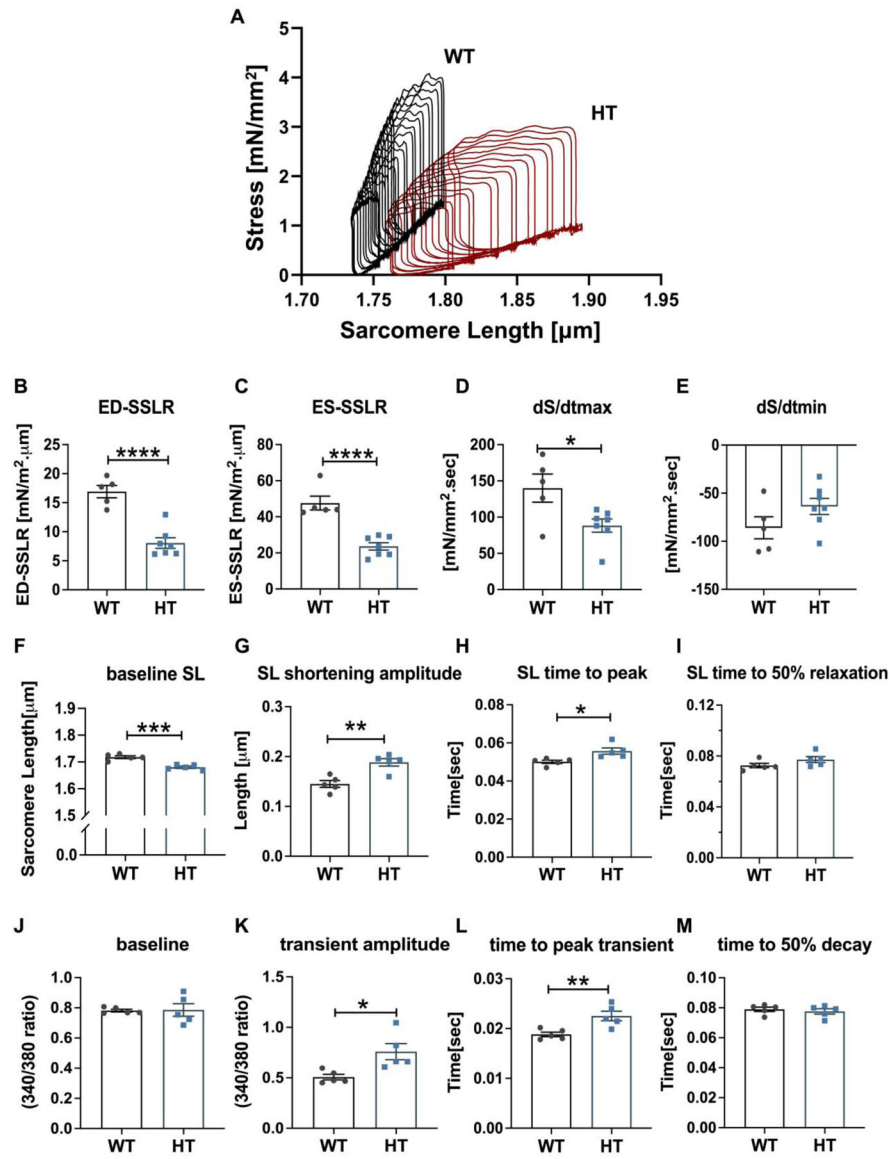 A
WT
HT
Stress [mN/mm²]
5
4
3
2
1
0
1.70 1.75 1.80 1.85 1.90 1.95
Sarcomere Length [µm]
B
ED-SSLR
ED-SSLR [mN/m².µm]
25
20
15
10
5
0
****
WT HT
C
ES-SSLR
ES-SSLR [mN/m².µm]
80
60
40
20
0
****
WT HT
D
dS/dtmax
[mN/mm².sec]
200
150
100
50
0
*
WT HT
E
dS/dtmin
[mN/mm².sec]
0
-50
-100
-150
WT HT
F
baseline SL
Sarcomere Length[µm]
1.9
1.8
1.7
1.6
1.5
0.0
***
WT HT
G
SL shortening amplitude
Length [µm]
0.3
0.2
0.1
0.0
**
WT HT
H
SL time to peak
Time[sec]
0.08
0.06
0.04
0.02
0.00
*
WT HT
I
SL time to 50% relaxation
Time[sec]
0.12
0.08
0.04
0.00
WT HT
J
baseline
(340/380 ratio)
1.0
0.8
0.6
0.4
0.2
0.0
WT HT
K
transient amplitude
(340/380 ratio)
1.5
1.0
0.5
0.0
*
WT HT
L
time to peak transient
Time[sec]
0.03
0.02
0.01
0.00
**
WT HT
M
time to 50% decay
Time[sec]
0.10
0.08
0.06
0.04
0.02
0.00
WT HT